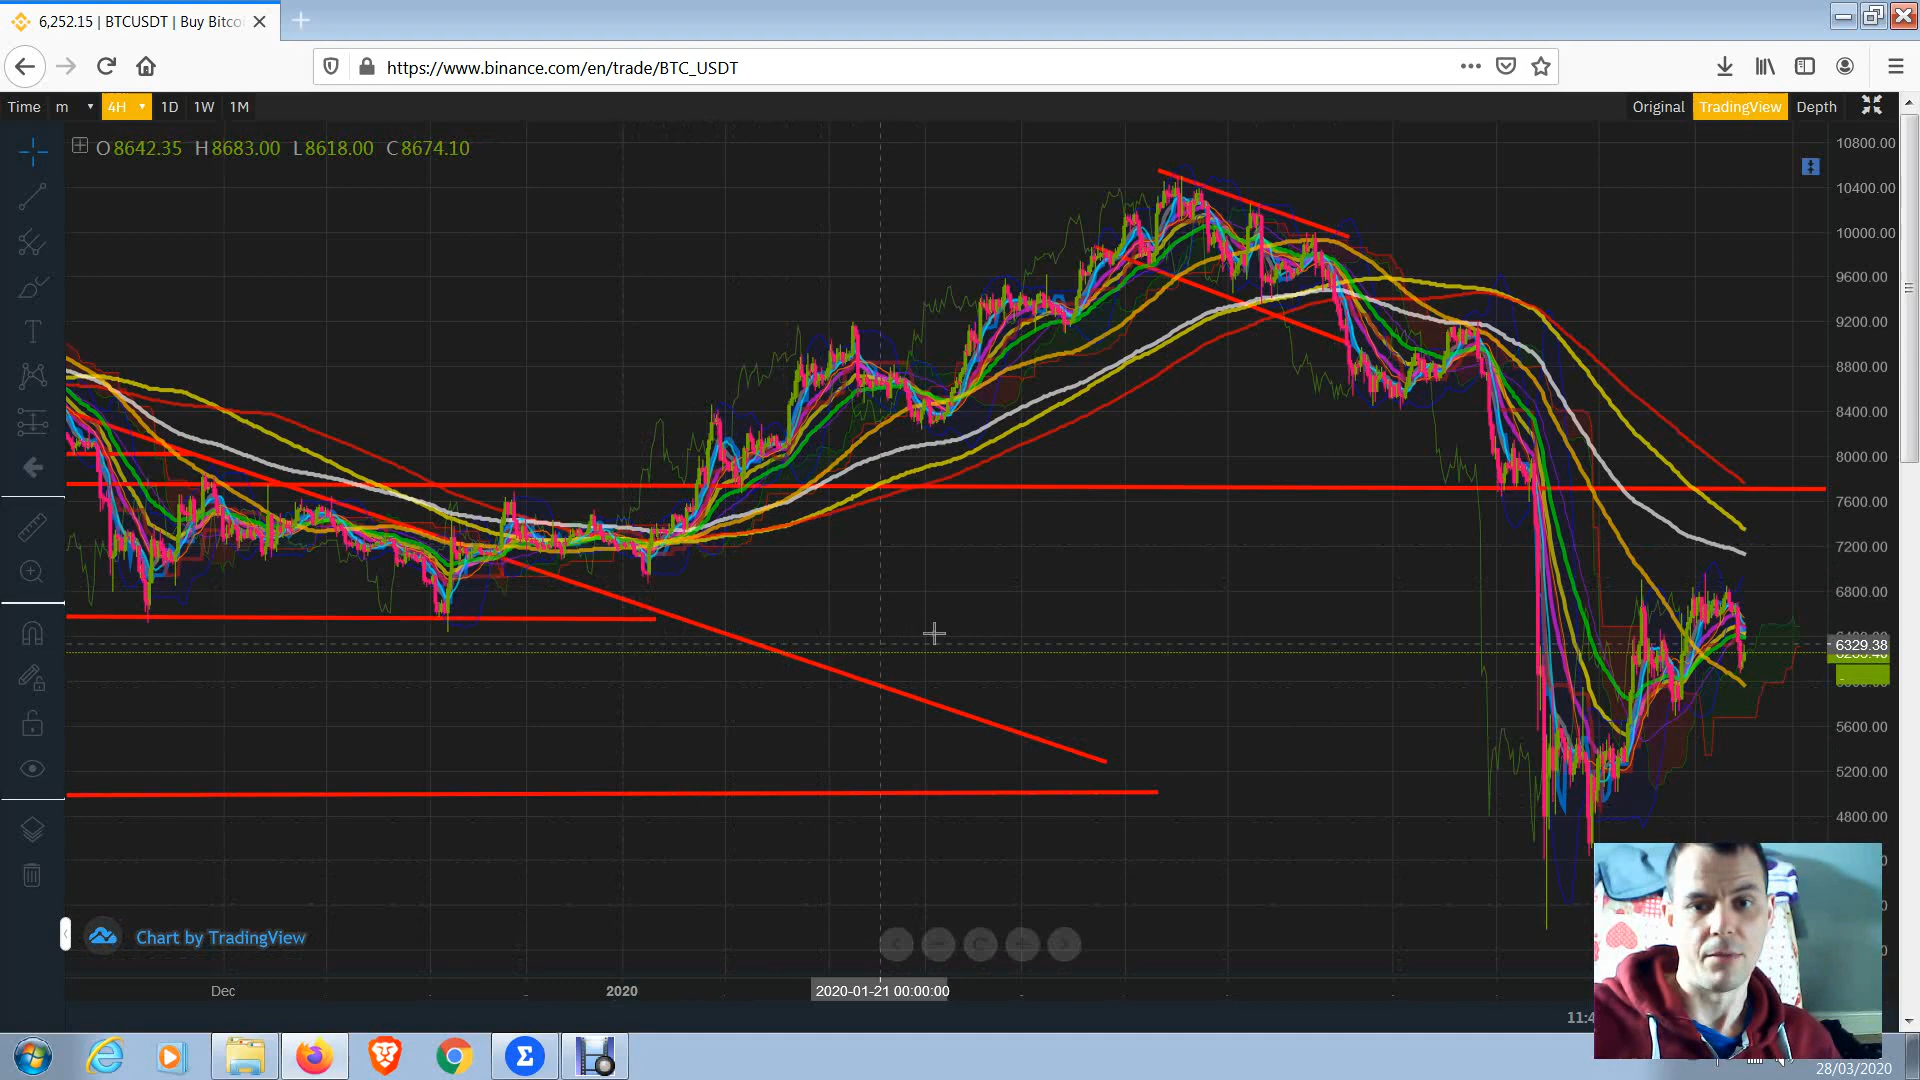 6,252.15 | BTCUSDT | Buy Bitco
https://www.binance.com/en/trade/BTC_USDT
Time m 4H 1D 1W 1M Original TradingView Depth
O 8642.35 H 8683.00 L 8618.00 C 8674.10
10800.00
10400.00
10000.00
9600.00
9200.00
8800.00
8400.00
8000.00
7600.00
7200.00
6800.00
6329.38
5600.00
5200.00
4800.00
Chart by TradingView
Dec 2020 2020-01-21 00:00:00
11:4
28/03/2020